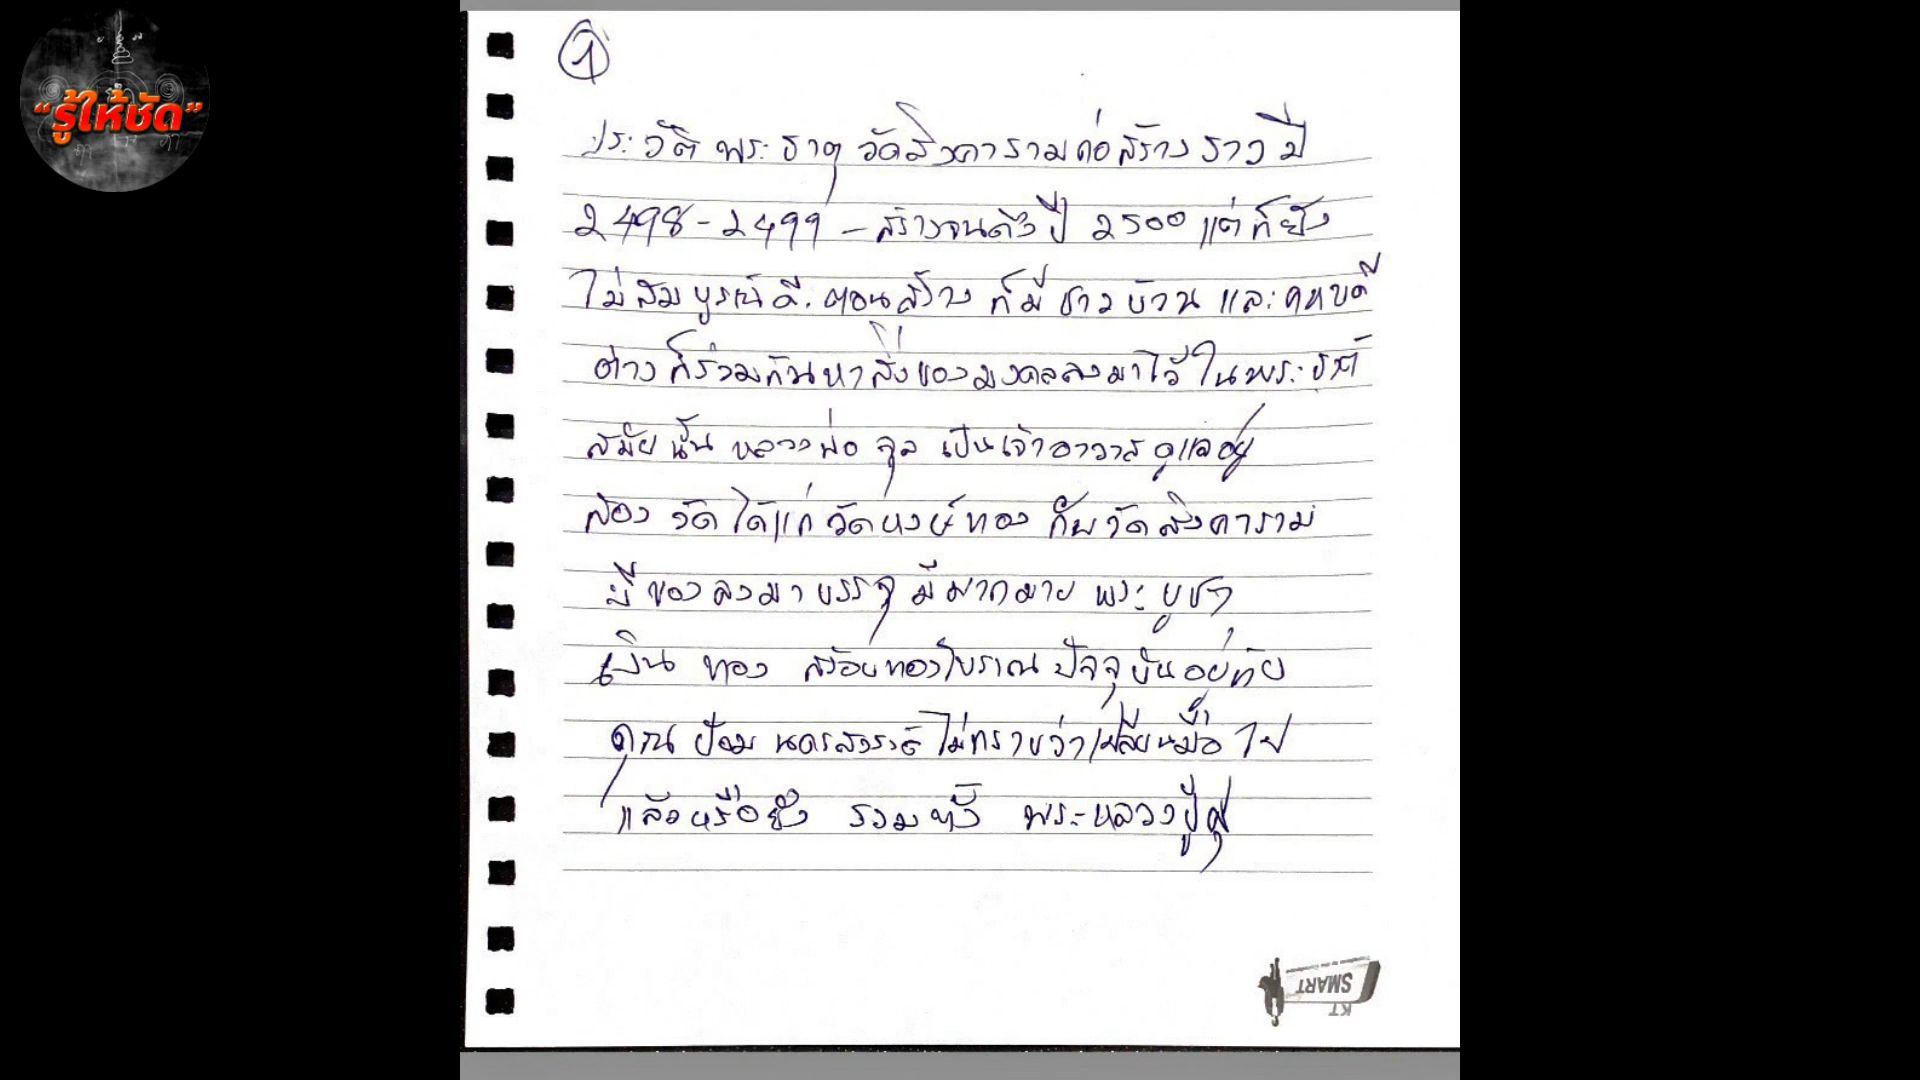 "รู้ให้ชัด"
1
ประวัติ พระธาตุ วัดสิงคารามก่อสร้าง ราว ปี
2498-2499 - สร้างจนถึงปี 2500 แต่ก็ยัง
ไม่สมบูรณ์ดี. ตอนสร้าง ก็มี ชาวบ้าน และคหบดี
ต่างก็ร่วมกันหาสิ่งของมงคลลงมาไว้ในพระธาตุ
สมัยนั้น หลวงพ่อ จุล เป็นเจ้าอาวาสดูแลอยู่
สอง วัด ได้แก่ วัดหงษ์ทอง กับวัดสิงคาราม
มีของลงมาบรรจุ มีมากมาย พระบูชา
เงิน ทอง สร้อยทองโบราณ ปัจจุบันอยู่กับ
คุณ ป้อม นครสวรรค์ ไม่ทราบว่าเปลี่ยนมือไป
แล้วหรือยัง รวมทั้ง พระหลวงปู่ศุ
KT
SMART